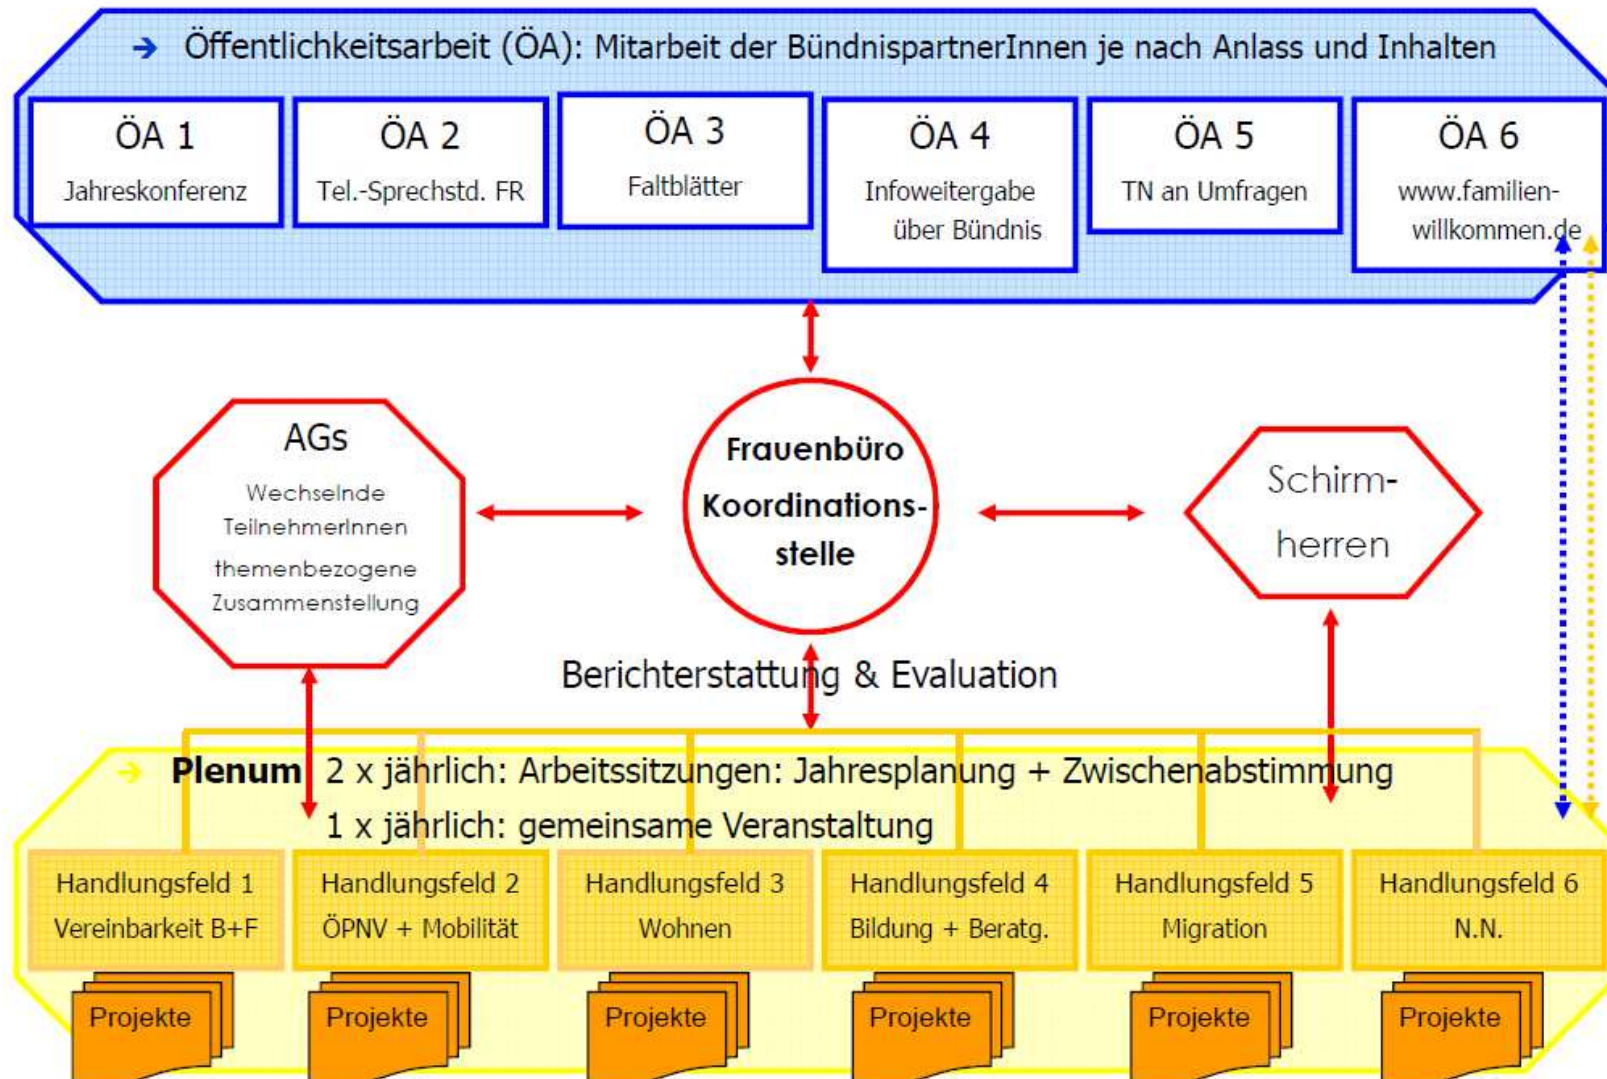 → Öffentlichkeitsarbeit (ÖA): Mitarbeit der BündnispartnerInnen je nach Anlass und Inhalten
ÖA 1
Jahreskonferenz
ÖA 2
Tel.-Sprechstd. FR
ÖA 3
Faltblätter
ÖA 4
Infoweitergabe
über Bündnis
ÖA 5
TN an Umfragen
ÖA 6
www.familien-
willkommen.de
AGs
Wechselnde
TeilnehmerInnen
themenbezogene
Zusammenstellung
Frauenbüro
Koordinations-
stelle
Schirm-
herren
Berichterstattung & Evaluation
→ Plenum 2 x jährlich: Arbeitssitzungen: Jahresplanung + Zwischenabstimmung
1 x jährlich: gemeinsame Veranstaltung
Handlungsfeld 1
Vereinbarkeit B+F
Handlungsfeld 2
ÖPNV + Mobilität
Handlungsfeld 3
Wohnen
Handlungsfeld 4
Bildung + Beratg.
Handlungsfeld 5
Migration
Handlungsfeld 6
N.N.
Projekte
Projekte
Projekte
Projekte
Projekte
Projekte